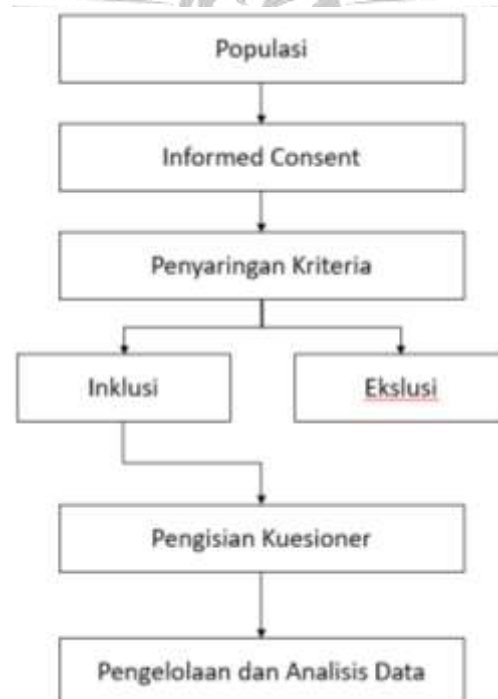 Populasi
Informed Consent
Penyaringan Kriteria
Inklusi
Ekslusi
Pengisian Kuesioner
Pengelolaan dan Analisis Data